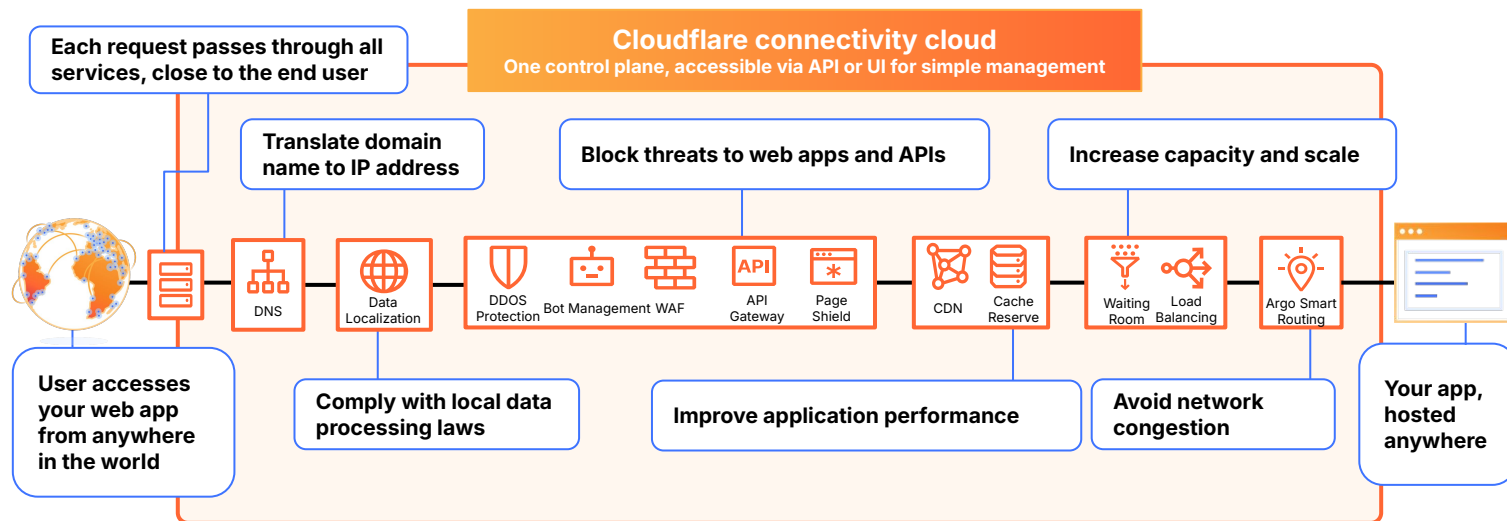 Cloudflare connectivity cloud
One control plane, accessible via API or UI for simple management
Each request passes through all
services, close to the end user
Translate domain
name to IP address
Block threats to web apps and APIs
Increase capacity and scale
DNS
Data
Localization
DDOS
Protection
Bot Management
WAF
API
API
Gateway
Page
Shield
CDN
Cache
Reserve
Waiting
Room
Load
Balancing
Argo Smart
Routing
User accesses
your web app
from anywhere
in the world
Comply with local data
processing laws
Improve application performance
Avoid network
congestion
Your app,
hosted
anywhere